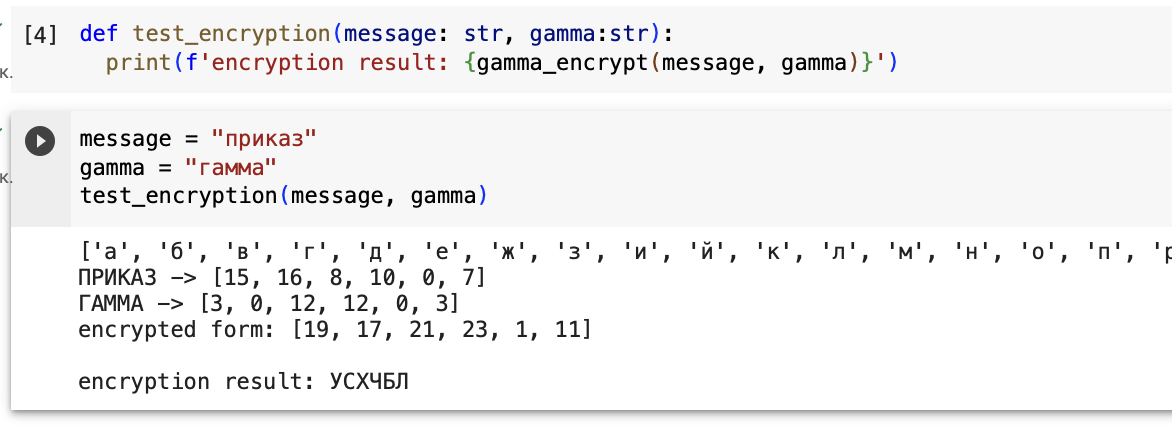 [4] def test_encryption(message: str, gamma:str):
print(f'encryption result: {gamma_encrypt(message, gamma)}')
к.
message = "приказ"
gamma = "гамма"
к.
test_encryption(message, gamma)
['а', 'б', 'в', 'г', 'д', 'е', 'ж', 'з', 'и', 'й', 'к', 'л', 'м', 'н', 'о', 'п', 'р
ПРИКАЗ -> [15, 16, 8, 10, 0, 7]
ГАММА -> [3, 0, 12, 12, 0, 3]
encrypted form: [19, 17, 21, 23, 1, 11]
encryption result: УСХЧБЛ